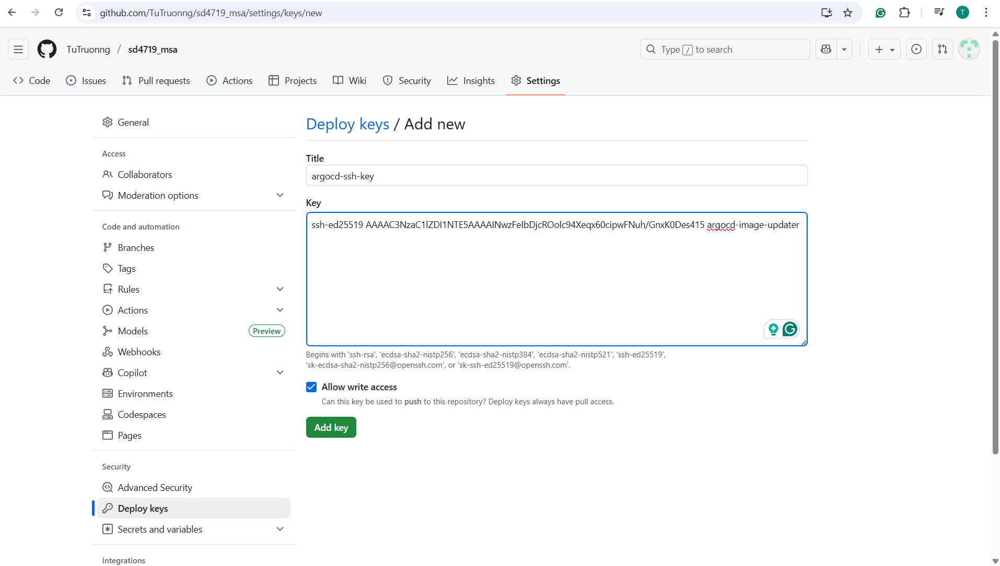 github.com/TuTruonng/sd4719_msa/settings/keys/new
T
TuTruonng / sd4719_msa
Type / to search
Code
Issues
Pull requests
Actions
Projects
Wiki
Security
Insights
Settings
General
Access
Collaborators
Moderation options
Code and automation
Branches
Tags
Rules
Actions
Models
Preview
Webhooks
Copilot
Environments
Codespaces
Pages
Security
Advanced Security
Deploy keys
Secrets and variables
Integrations
Deploy keys / Add new
Title
argocd-ssh-key
Key
ssh-ed25519 AAAAC3NzaC1lZDI1NTE5AAAAINwzFeIbDjcROolc94Xeqx60cipwFNuh/GnxK0Des415 argocd-image-updater
Begins with 'ssh-rsa', 'ecdsa-sha2-nistp256', 'ecdsa-sha2-nistp384', 'ecdsa-sha2-nistp521', 'ssh-ed25519',
'sk-ecdsa-sha2-nistp256@openssh.com', or 'sk-ssh-ed25519@openssh.com'.
Allow write access
Can this key be used to push to this repository? Deploy keys always have pull access.
Add key